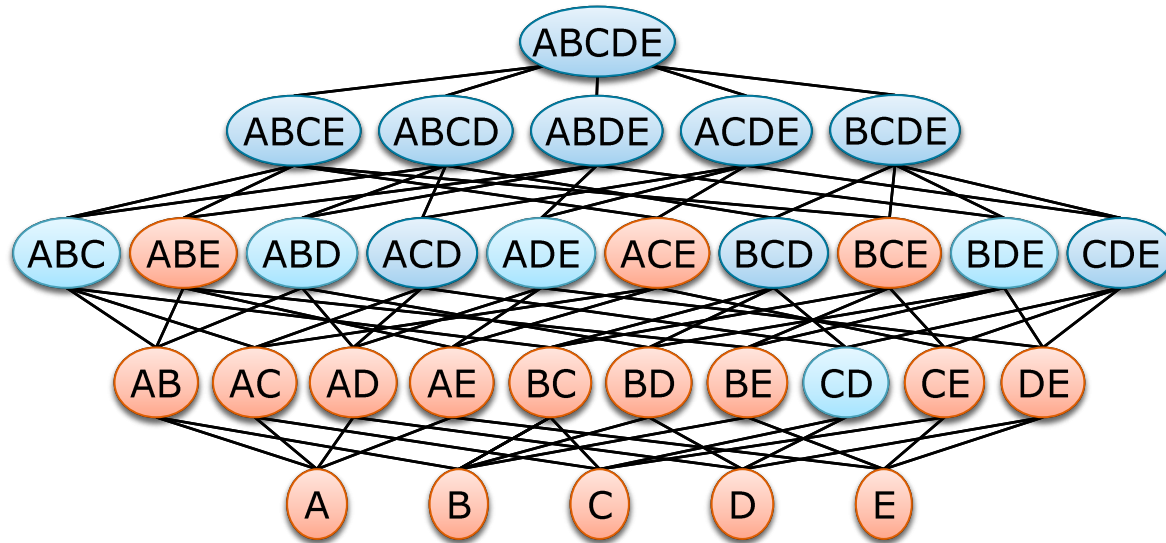 ABCDE
ABCE ABCD ABDE ACDE BCDE
ABC ABE ABD ACD ADE ACE BCD BCE BDE CDE
AB AC AD AE BC BD BE CD CE DE
A B C D E